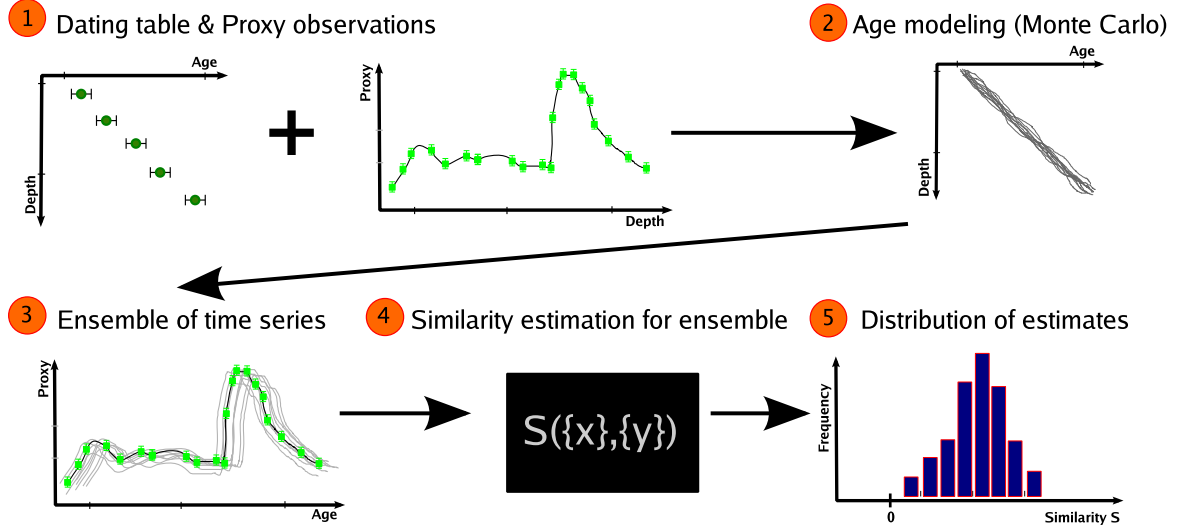 1 Dating table & Proxy observations
Age
Depth
Proxy
Depth
2 Age modeling (Monte Carlo)
Age
Depth
3 Ensemble of time series
Proxy
Age
4 Similarity estimation for ensemble
S({x},{y})
5 Distribution of estimates
Frequency
0
Similarity S